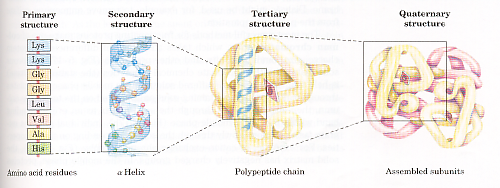 Primary
structure
Secondary
structure
Tertiary
structure
Quaternary
structure
Lys
Lys
Gly
Gly
Leu
Val
Ala
His
Amino acid residues
α Helix
Polypeptide chain
Assembled subunits